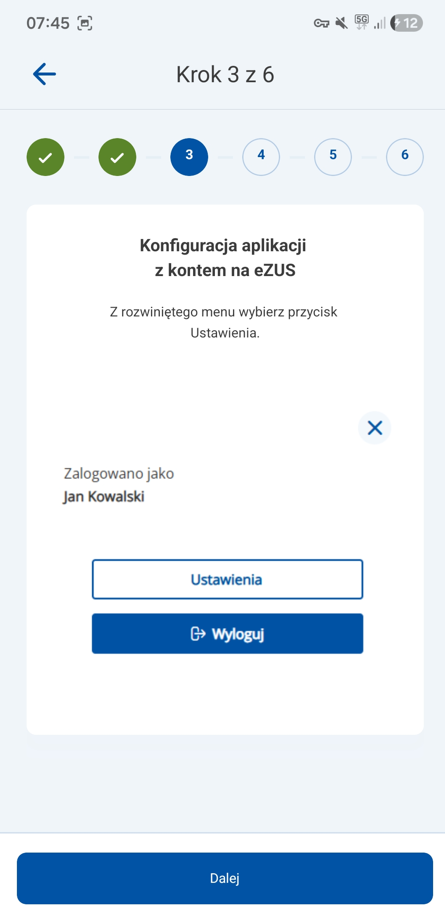 07:45
5G
12
Krok 3 z 6
3
4
5
6
Konfiguracja aplikacji
z kontem na eZUS
Z rozwiniętego menu wybierz przycisk
Ustawienia.
Zalogowano jako
Jan Kowalski
Ustawienia
Wyloguj
Dalej